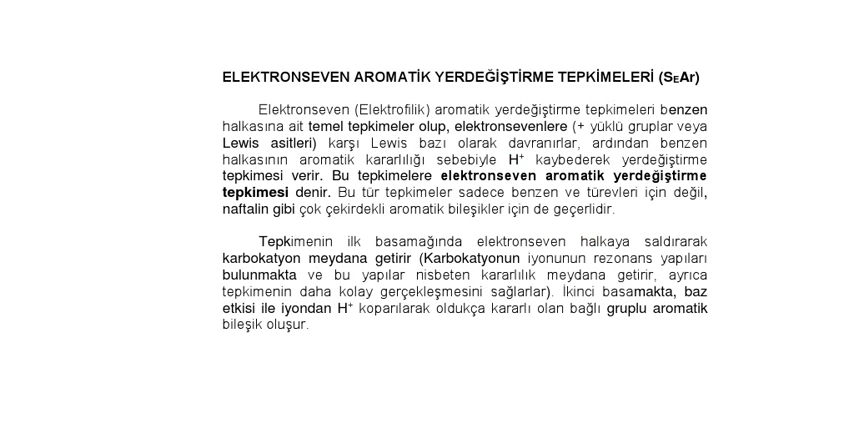 ELEKTRONSEVEN AROMATİK YERDEĞİŞTİRME TEPKİMELERİ (SEAr)
Elektronseven (Elektrofilik) aromatik yerdeğiştirme tepkimeleri benzen
halkasına ait temel tepkimeler olup, elektronsevenlere (+ yüklü gruplar veya
Lewis asitleri) karşı Lewis bazı olarak davranırlar, ardından benzen
halkasının aromatik kararlılığı sebebiyle H⁺ kaybederek yerdeğiştirme
tepkimesi verir. Bu tepkimelere elektronseven aromatik yerdeğiştirme
tepkimesi denir. Bu tür tepkimeler sadece benzen ve türevleri için değil,
naftalin gibi çok çekirdekli aromatik bileşikler için de geçerlidir.
Tepkimenin ilk basamağında elektronseven halkaya saldırarak
karbokatyon meydana getirir (Karbokatyonun iyonunun rezonans yapıları
bulunmakta ve bu yapılar nisbeten kararlılık meydana getirir, ayrıca
tepkimenin daha kolay gerçekleşmesini sağlarlar). İkinci basamakta, baz
etkisi ile iyondan H⁺ koparılarak oldukça kararlı olan bağlı gruplu aromatik
bileşik oluşur.